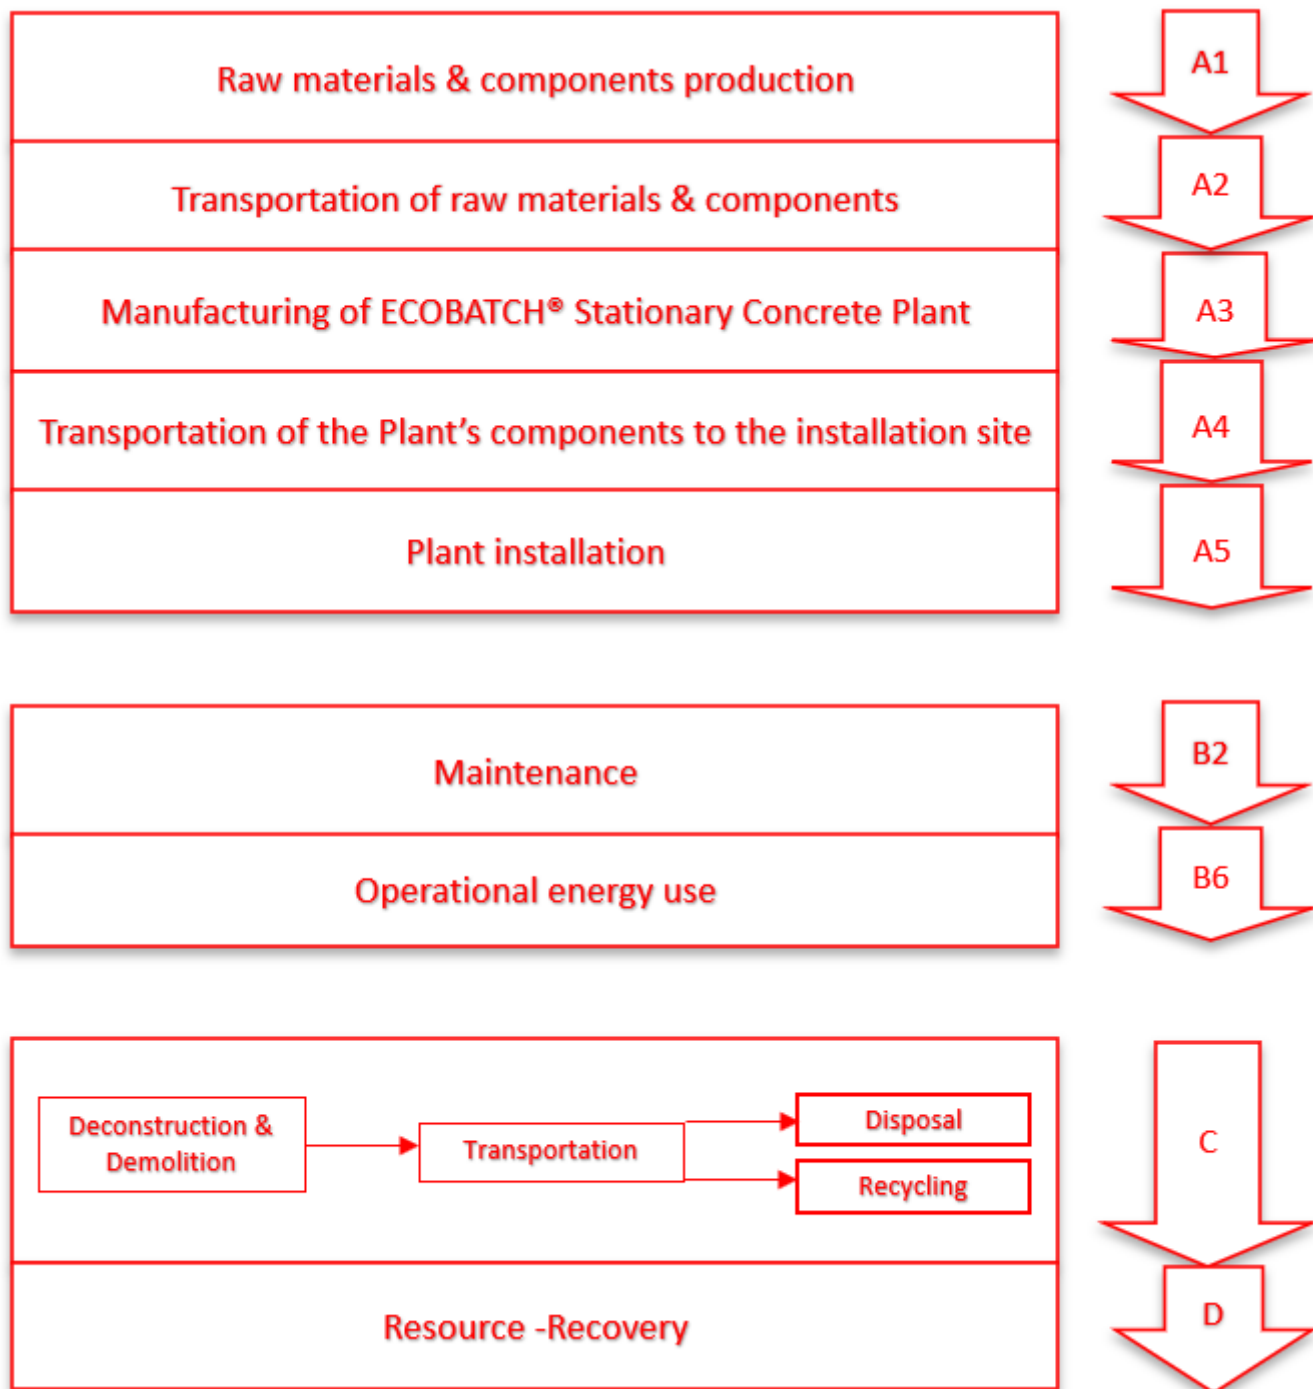 Raw materials & components production
A1
Transportation of raw materials & components
A2
Manufacturing of ECOBATCH® Stationary Concrete Plant
A3
Transportation of the Plant’s components to the installation site
A4
Plant installation
A5
Maintenance
B2
Operational energy use
B6
Deconstruction &
Demolition
Transportation
Disposal
Recycling
C
Resource -Recovery
D